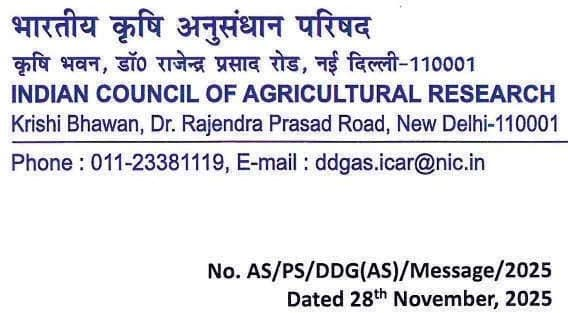 भारतीय कृषि अनुसंधान परिषद
कृषि भवन, डॉ0 राजेन्द्र प्रसाद रोड, नई दिल्ली-110001
INDIAN COUNCIL OF AGRICULTURAL RESEARCH
Krishi Bhawan, Dr. Rajendra Prasad Road, New Delhi-110001
Phone : 011-23381119, E-mail : ddgas.icar@nic.in
No. AS/PS/DDG(AS)/Message/2025
Dated 28th November, 2025